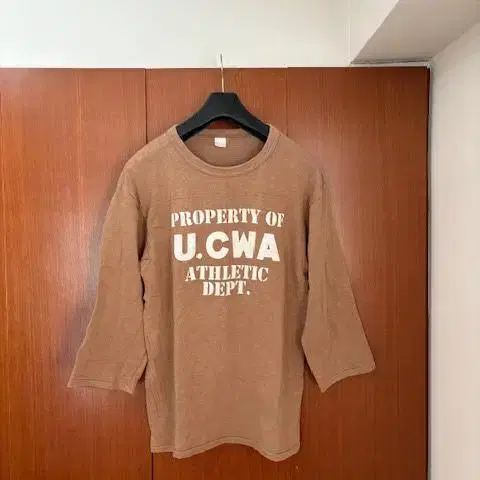 PROPERTY OF
U.CWA
ATHLETIC
DEPT.